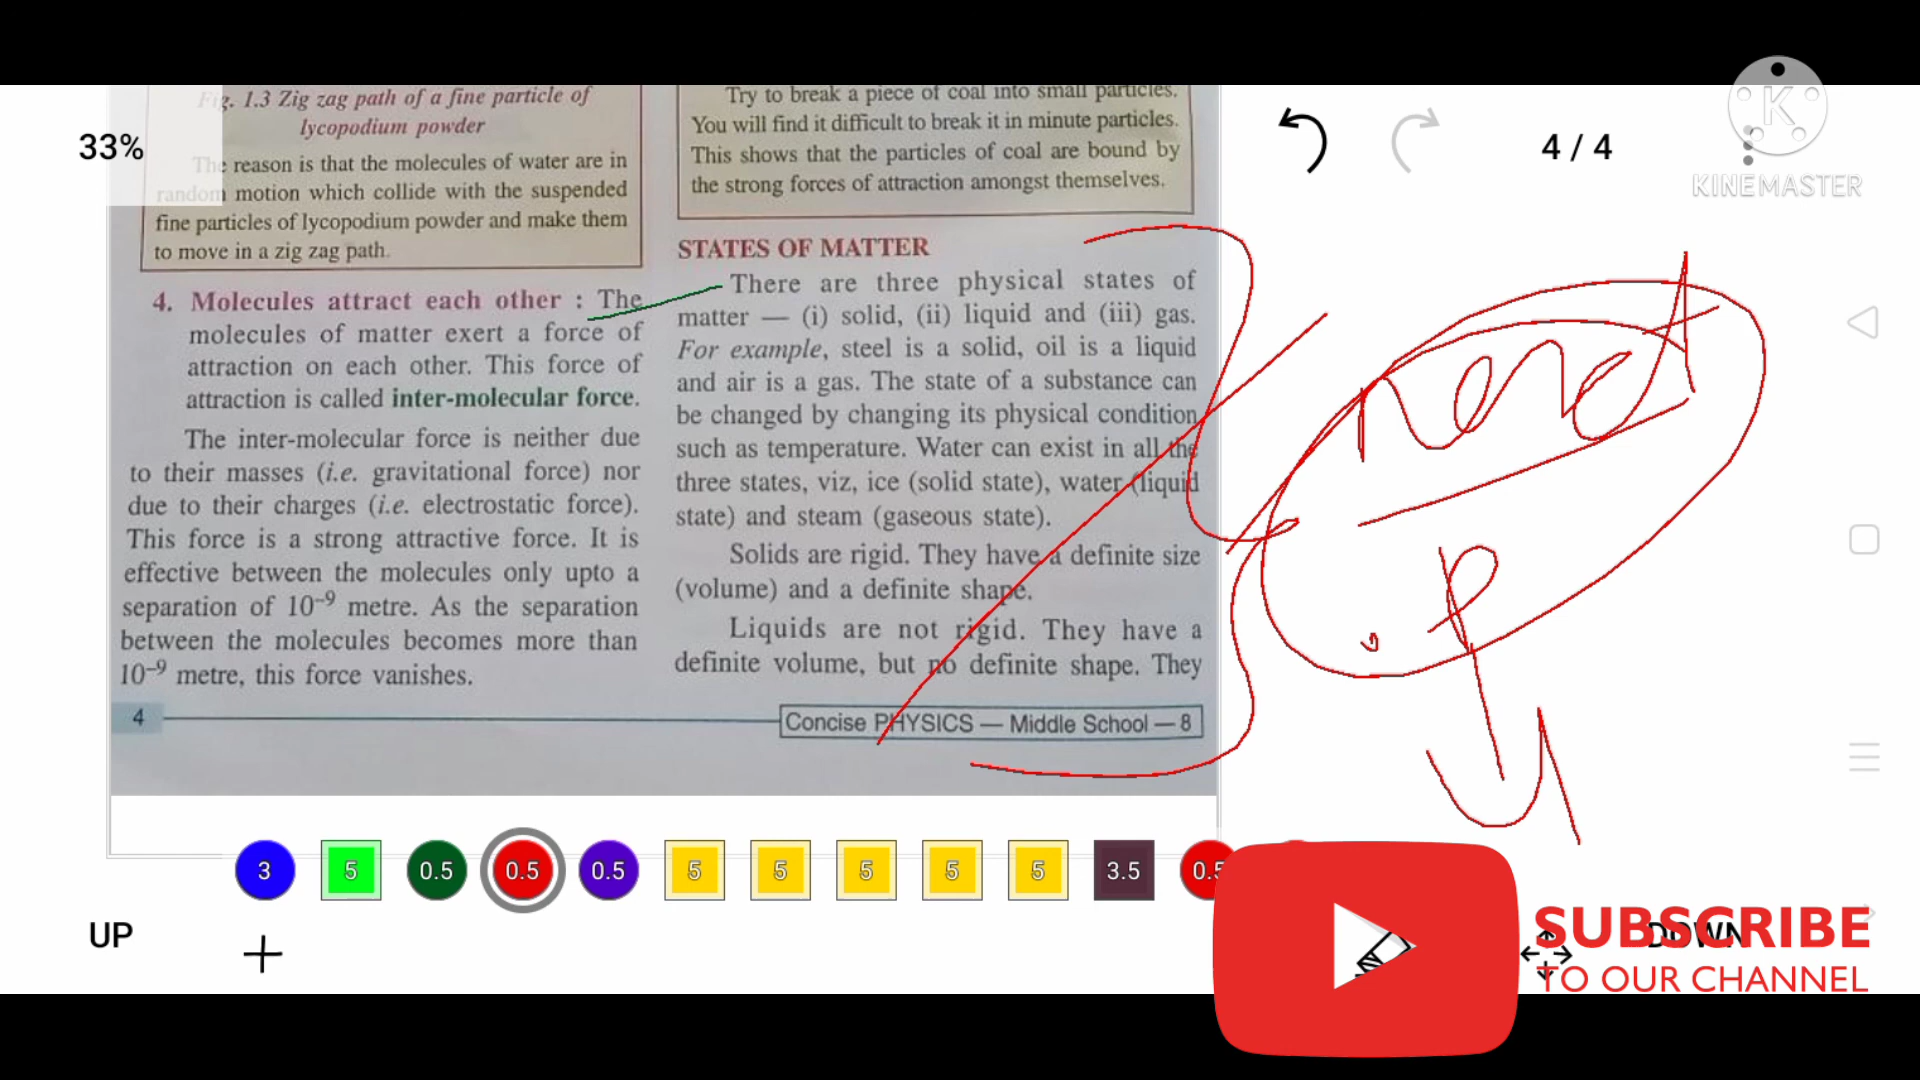 33%
Fig. 1.3 Zig zag path of a fine particle of
lycopodium powder
The reason is that the molecules of water are in
random motion which collide with the suspended
fine particles of lycopodium powder and make them
to move in a zig zag path.
4. Molecules attract each other : The
molecules of matter exert a force of
attraction on each other. This force of
attraction is called inter-molecular force.
The inter-molecular force is neither due
to their masses (i.e. gravitational force) nor
due to their charges (i.e. electrostatic force).
This force is a strong attractive force. It is
effective between the molecules only upto a
separation of 10⁻⁹ metre. As the separation
between the molecules becomes more than
10⁻⁹ metre, this force vanishes.
Try to break a piece of coal into small particles.
You will find it difficult to break it in minute particles.
This shows that the particles of coal are bound by
the strong forces of attraction amongst themselves.
STATES OF MATTER
There are three physical states of
matter — (i) solid, (ii) liquid and (iii) gas.
For example, steel is a solid, oil is a liquid
and air is a gas. The state of a substance can
be changed by changing its physical condition
such as temperature. Water can exist in all the
three states, viz, ice (solid state), water (liquid
state) and steam (gaseous state).
Solids are rigid. They have a definite size
(volume) and a definite shape.
Liquids are not rigid. They have a
definite volume, but no definite shape. They
4
Concise PHYSICS — Middle School — 8
4 / 4
K
KINEMASTER
3 5 0.5 0.5 0.5 5 5 5 5 5 3.5 0.5
UP
DOWN
SUBSCRIBE
TO OUR CHANNEL